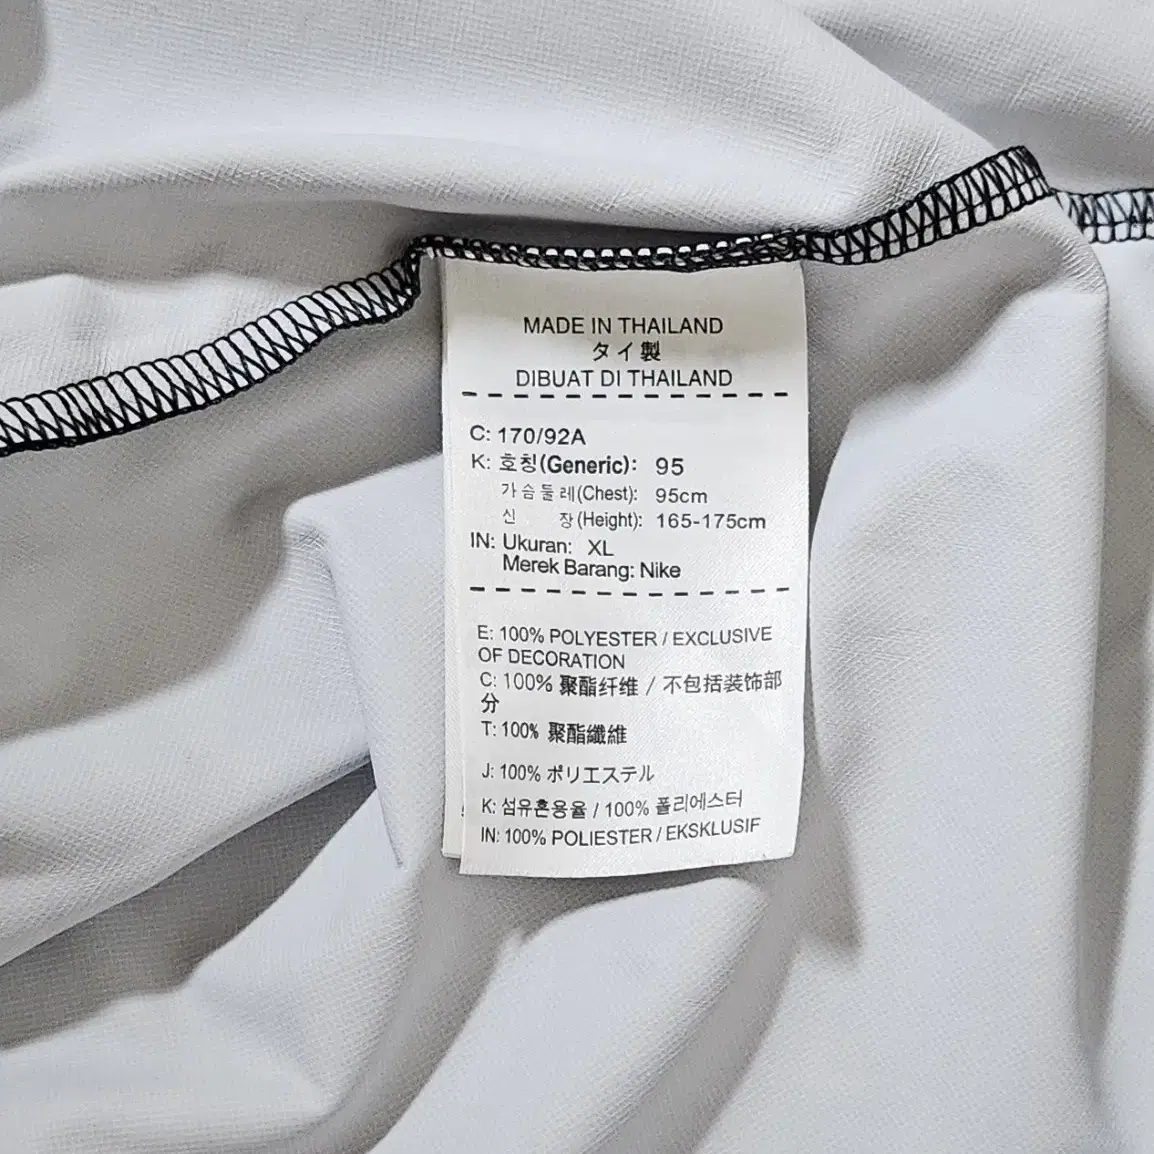 MADE IN THAILAND
タイ製
DIBUAT DI THAILAND
C: 170/92A
K: 호칭(Generic): 95
가슴둘레(Chest): 95cm
신 장(Height): 165-175cm
IN: Ukuran: XL
Merek Barang: Nike
E: 100% POLYESTER / EXCLUSIVE
OF DECORATION
C: 100% 聚酯纤维 / 不包括装饰部
分
T: 100% 聚酯纖維
J: 100% ポリエステル
K: 섬유혼용율 / 100% 폴리에스터
IN: 100% POLIESTER / EKSKLUSIF